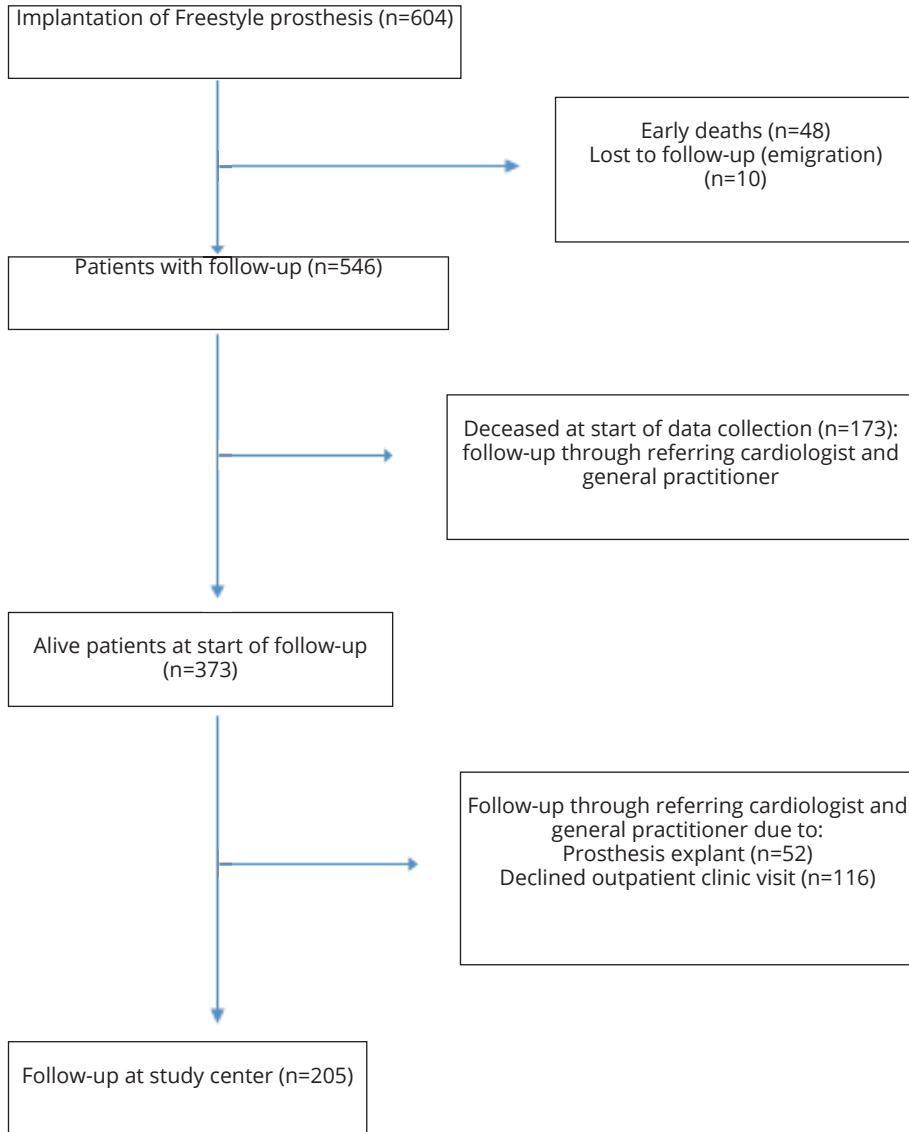 Implantation of Freestyle prosthesis (n=604)
Early deaths (n=48)
Lost to follow-up (emigration)
(n=10)
Patients with follow-up (n=546)
Deceased at start of data collection (n=173):
follow-up through referring cardiologist and
general practitioner
Alive patients at start of follow-up
(n=373)
Follow-up through referring cardiologist and
general practitioner due to:
Prosthesis explant (n=52)
Declined outpatient clinic visit (n=116)
Follow-up at study center (n=205)